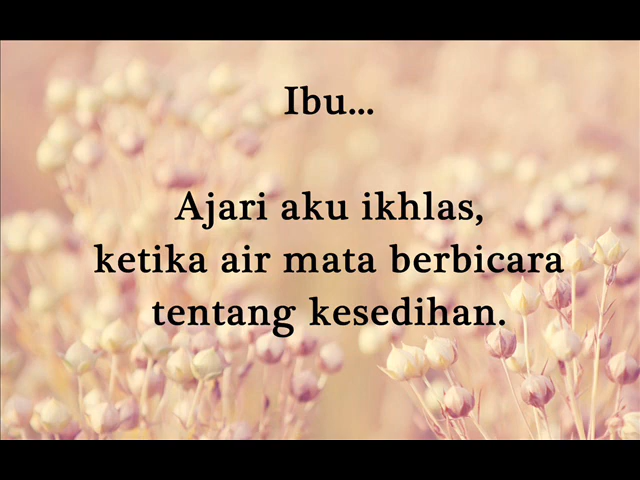 Ibu...
Ajari aku ikhlas,
ketika air mata berbicara
tentang kesedihan.